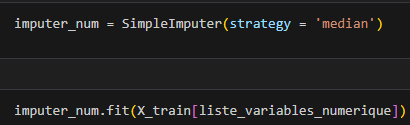 imputer_num = SimpleImputer(strategy = 'median')
imputer_num.fit(X_train[liste_variables_numerique])